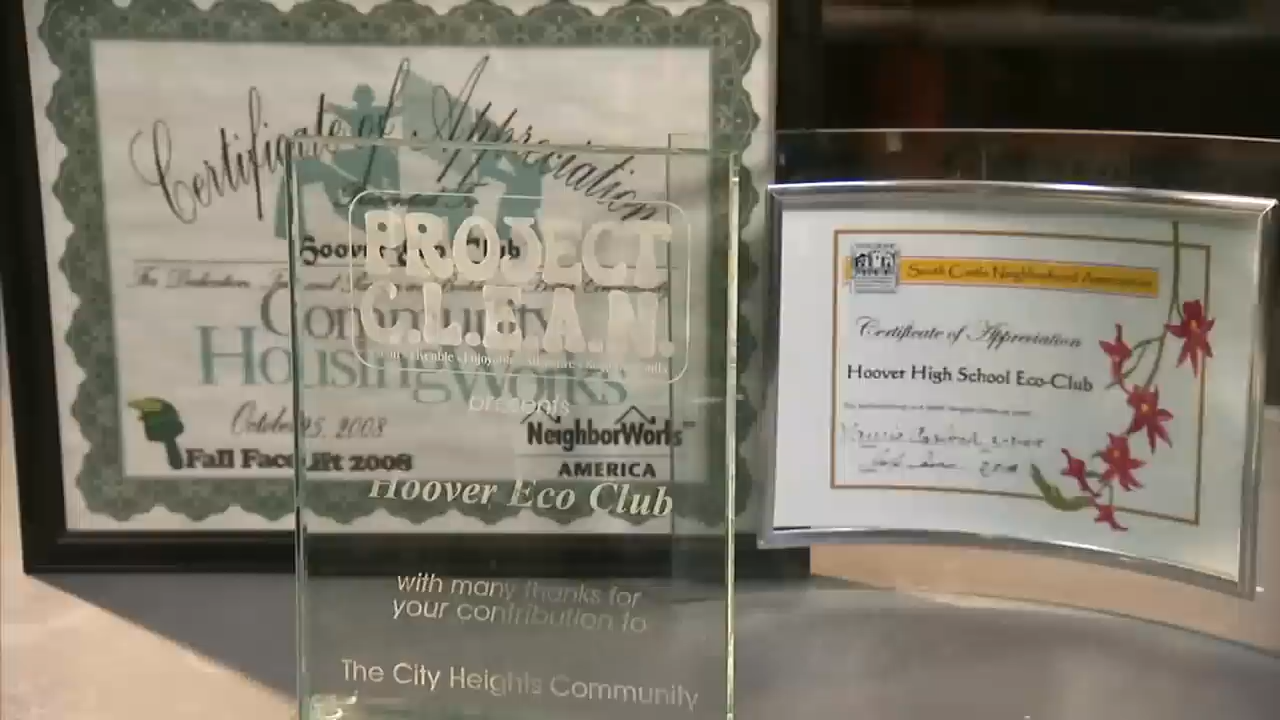 Certificate of Appreciation
Hoover Eco Club
Community
HousingWorks
October 25, 2008
Fall Face Lift 2008
NeighborWorks
AMERICA
PROJECT
C.L.E.A.N.
presents
Hoover Eco Club
with many thanks for
your contribution to
The City Heights Community
South Castle Neighborhood Association
Certificate of Appreciation
Hoover High School Eco-Club